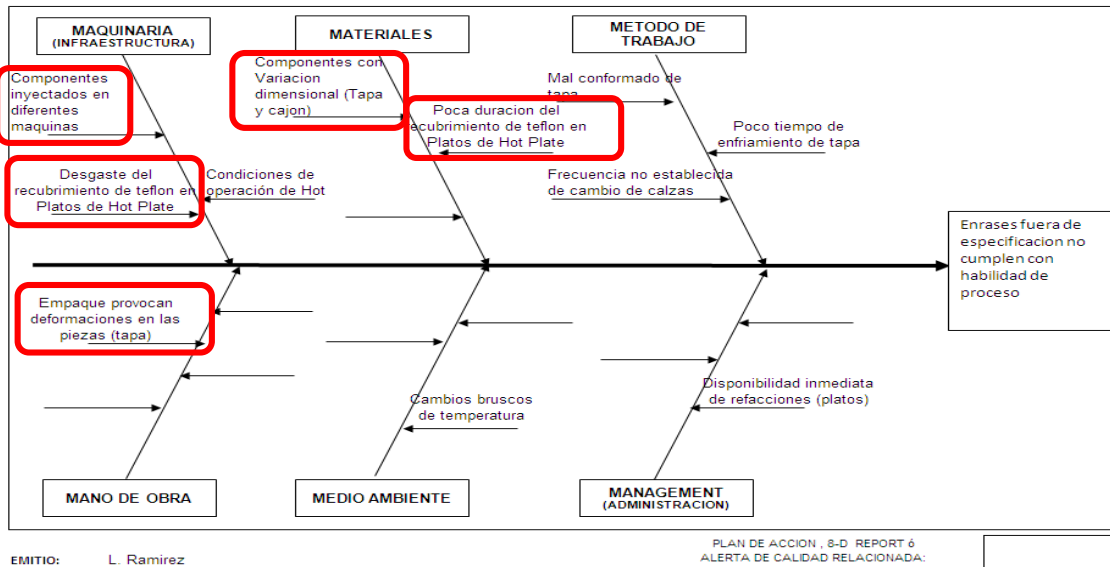 MAQUINARIA
(INFRAESTRUCTURA)
MATERIALES
METODO DE
TRABAJO
Componentes
inyectados en
diferentes
maquinas
Componentes con
Variacion
dimensional (Tapa
y cajon)
Mal conformado de
tapa
Poca duracion del
recubrimiento de teflon en
Platos de Hot Plate
Poco tiempo de
enfriamiento de tapa
Desgaste del
recubrimiento de teflon en
Platos de Hot Plate
Condiciones de
operación de Hot
Frecuencia no establecida
de cambio de calzas
Enrases fuera de
especificacion no
cumplen con
habilidad de
proceso
Empaque provocan
deformaciones en las
piezas (tapa)
Cambios bruscos
de temperatura
Disponibilidad inmediata
de refacciones (platos)
MANO DE OBRA
MEDIO AMBIENTE
MANAGEMENT
(ADMINISTRACION)
EMITIO: L. Ramirez
PLAN DE ACCION , 8-D REPORT ó
ALERTA DE CALIDAD RELACIONADA: